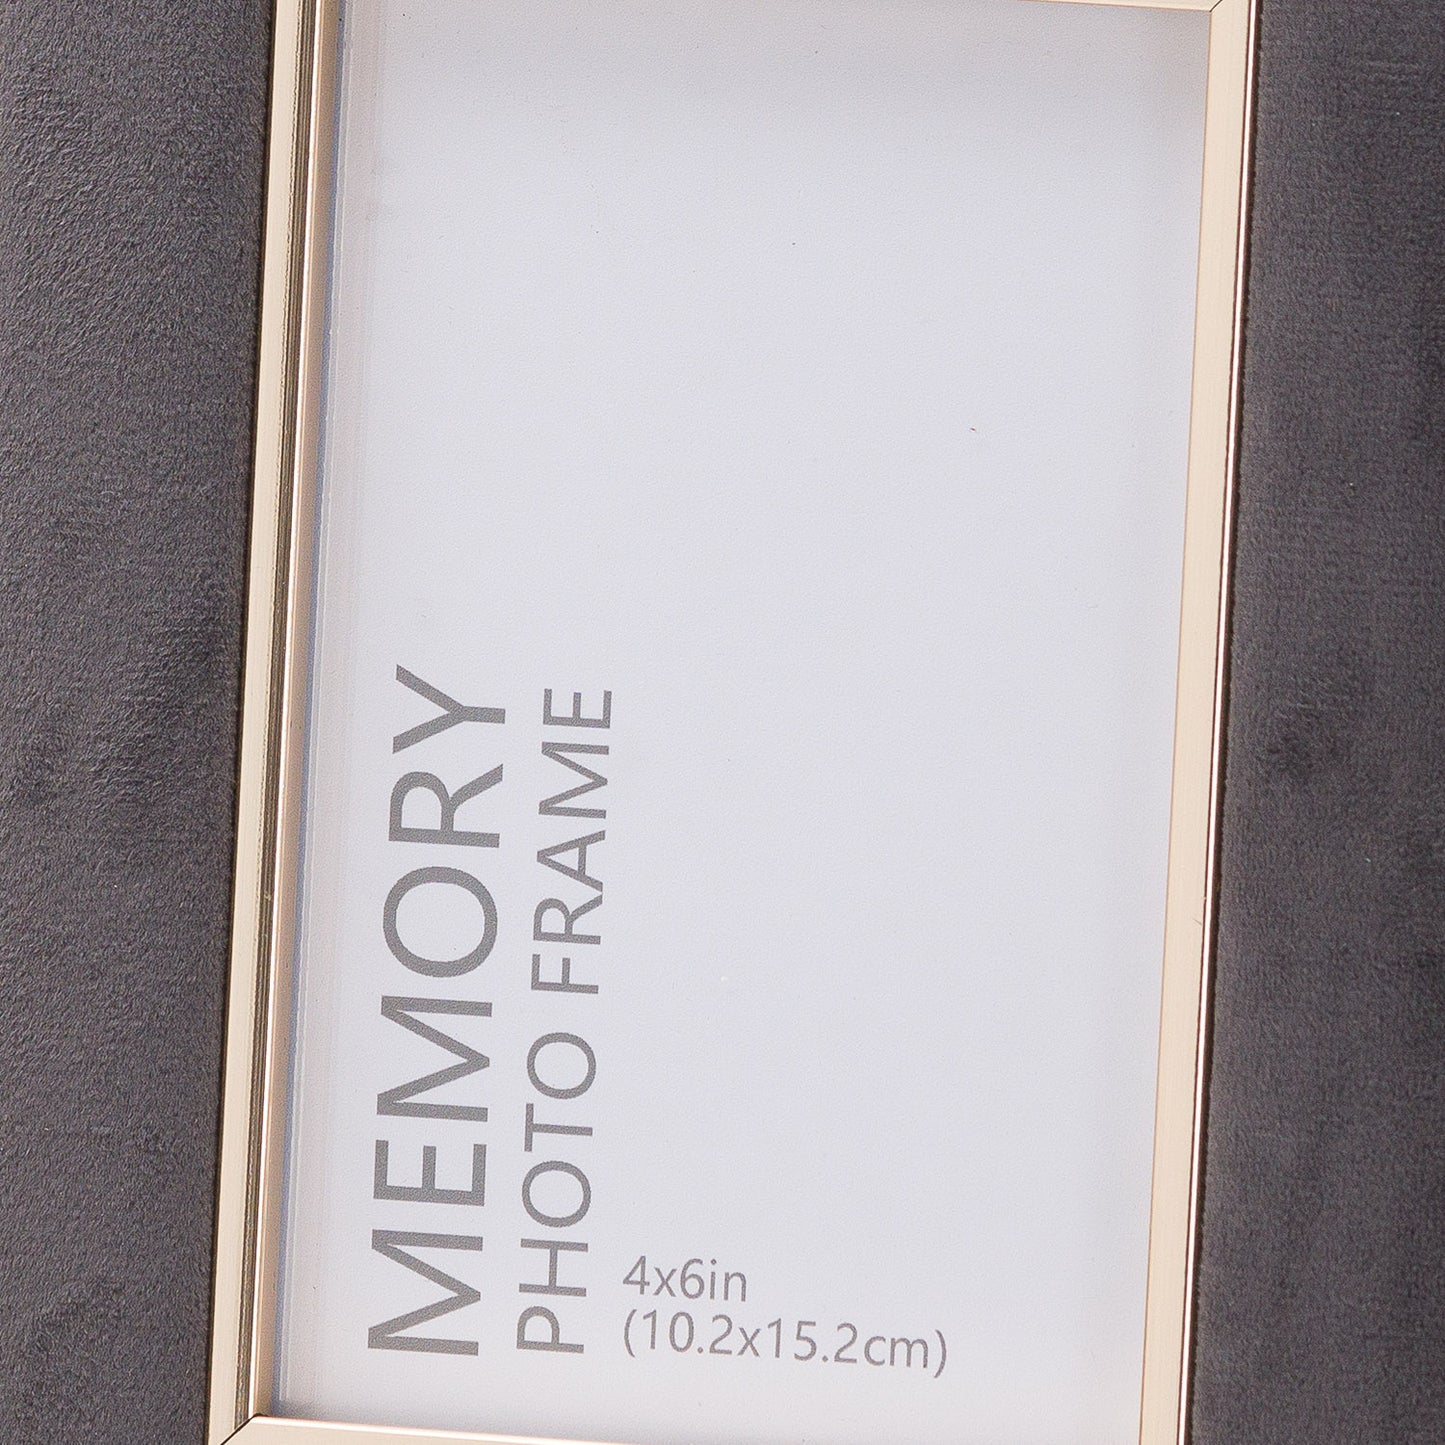 MEMORY
PHOTO FRAME
4x6in
(10.2x15.2cm)